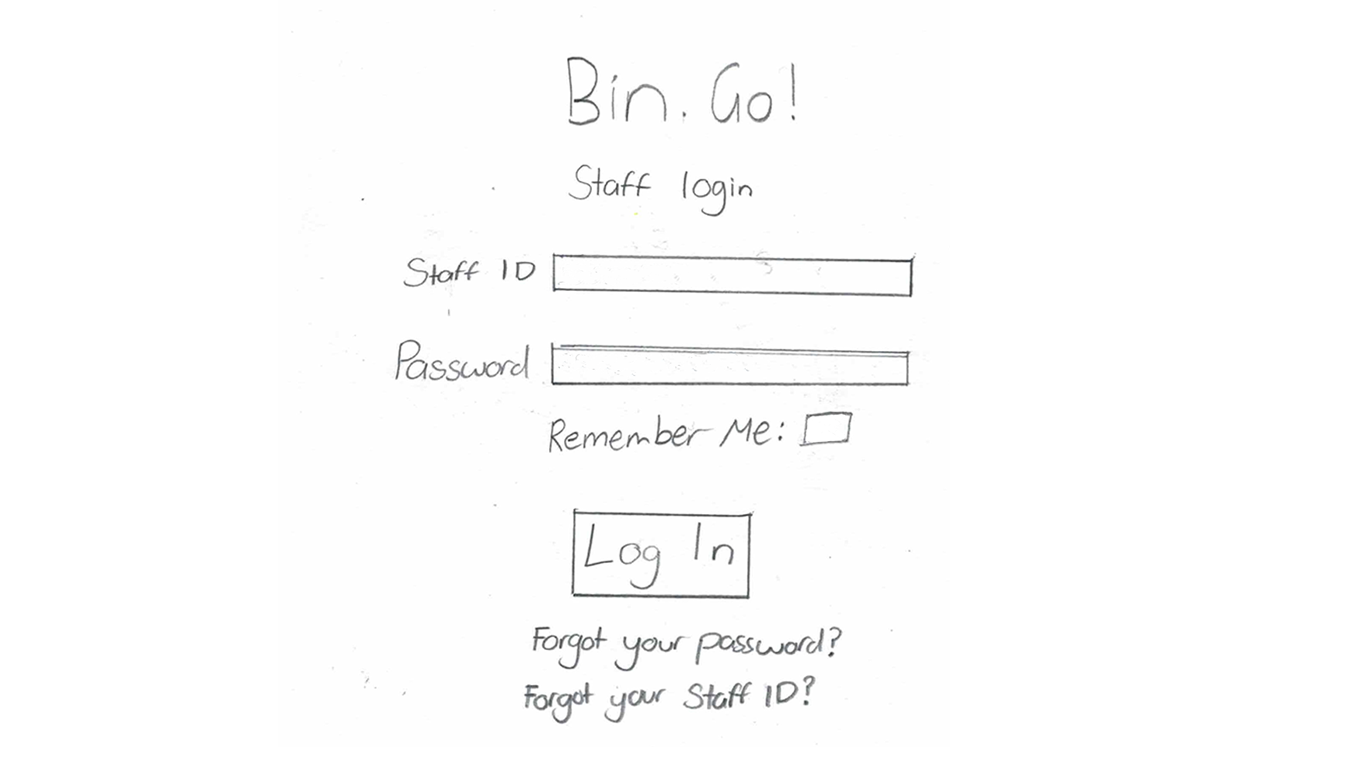 Bin. Go!
Staff login
Staff ID
Password
Remember Me:
Log In
Forgot your password?
Forgot your Staff ID?